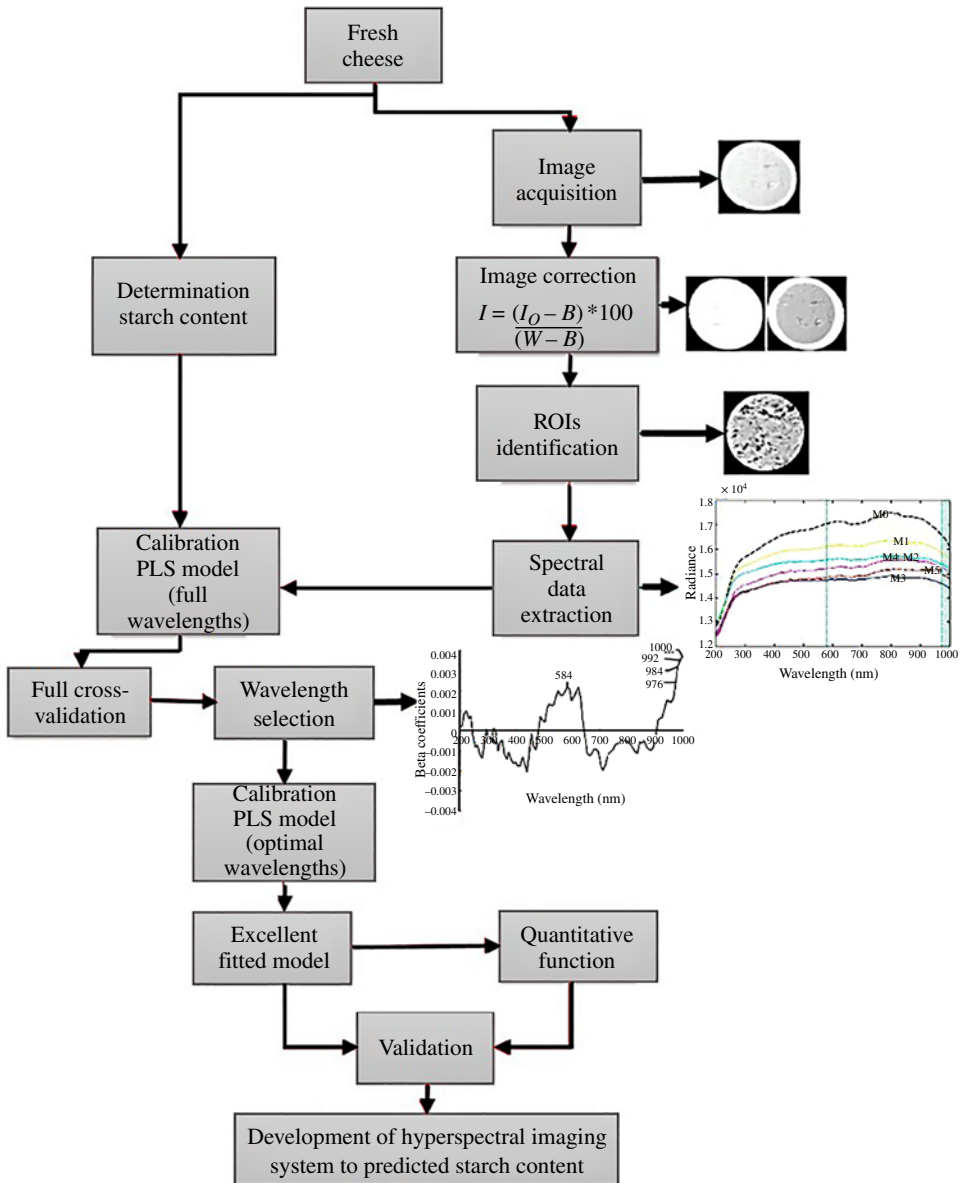 Fresh
cheese
Image
acquisition
Determination
starch content
Image correction
I = (I_O – B) *100
(W – B)
ROIs
identification
Calibration
PLS model
(full
wavelengths)
Spectral
data
extraction
× 10^4
1.8
1.7
1.6
1.5
1.4
1.3
1.2
Radiance
M0
M1
M4 M2
M5
M3
200 300 400 500 600 700 800 900 1000
Wavelength (nm)
Full cross-
validation
Wavelength
selection
0.004
0.003
0.002
0.001
0
–0.001
–0.002
–0.003
–0.004
Beta coefficients
584
1000
992
984
976
200 300 400 500 600 700 800 900 1000
Wavelength (nm)
Calibration
PLS model
(optimal
wavelengths)
Excellent
fitted model
Quantitative
function
Validation
Development of hyperspectral imaging
system to predicted starch content